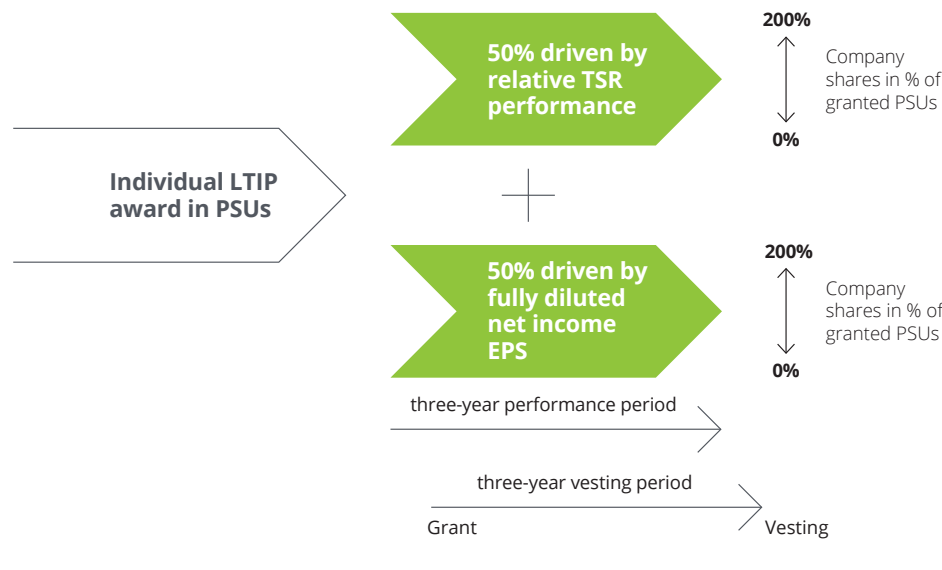 Individual LTIP
award in PSUs
50% driven by
relative TSR
performance
200%
Company
shares in % of
granted PSUs
0%
50% driven by
fully diluted
net income
EPS
200%
Company
shares in % of
granted PSUs
0%
three-year performance period
three-year vesting period
Grant
Vesting